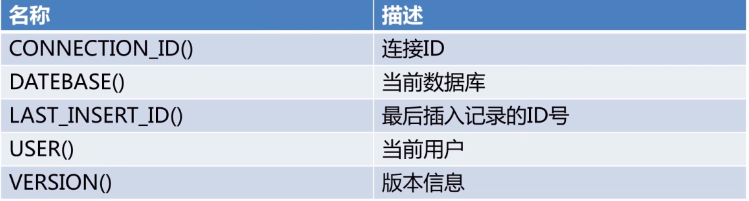 名称 描述
CONNECTION_ID() 连接ID
DATEBASE() 当前数据库
LAST_INSERT_ID() 最后插入记录的ID号
USER() 当前用户
VERSION() 版本信息